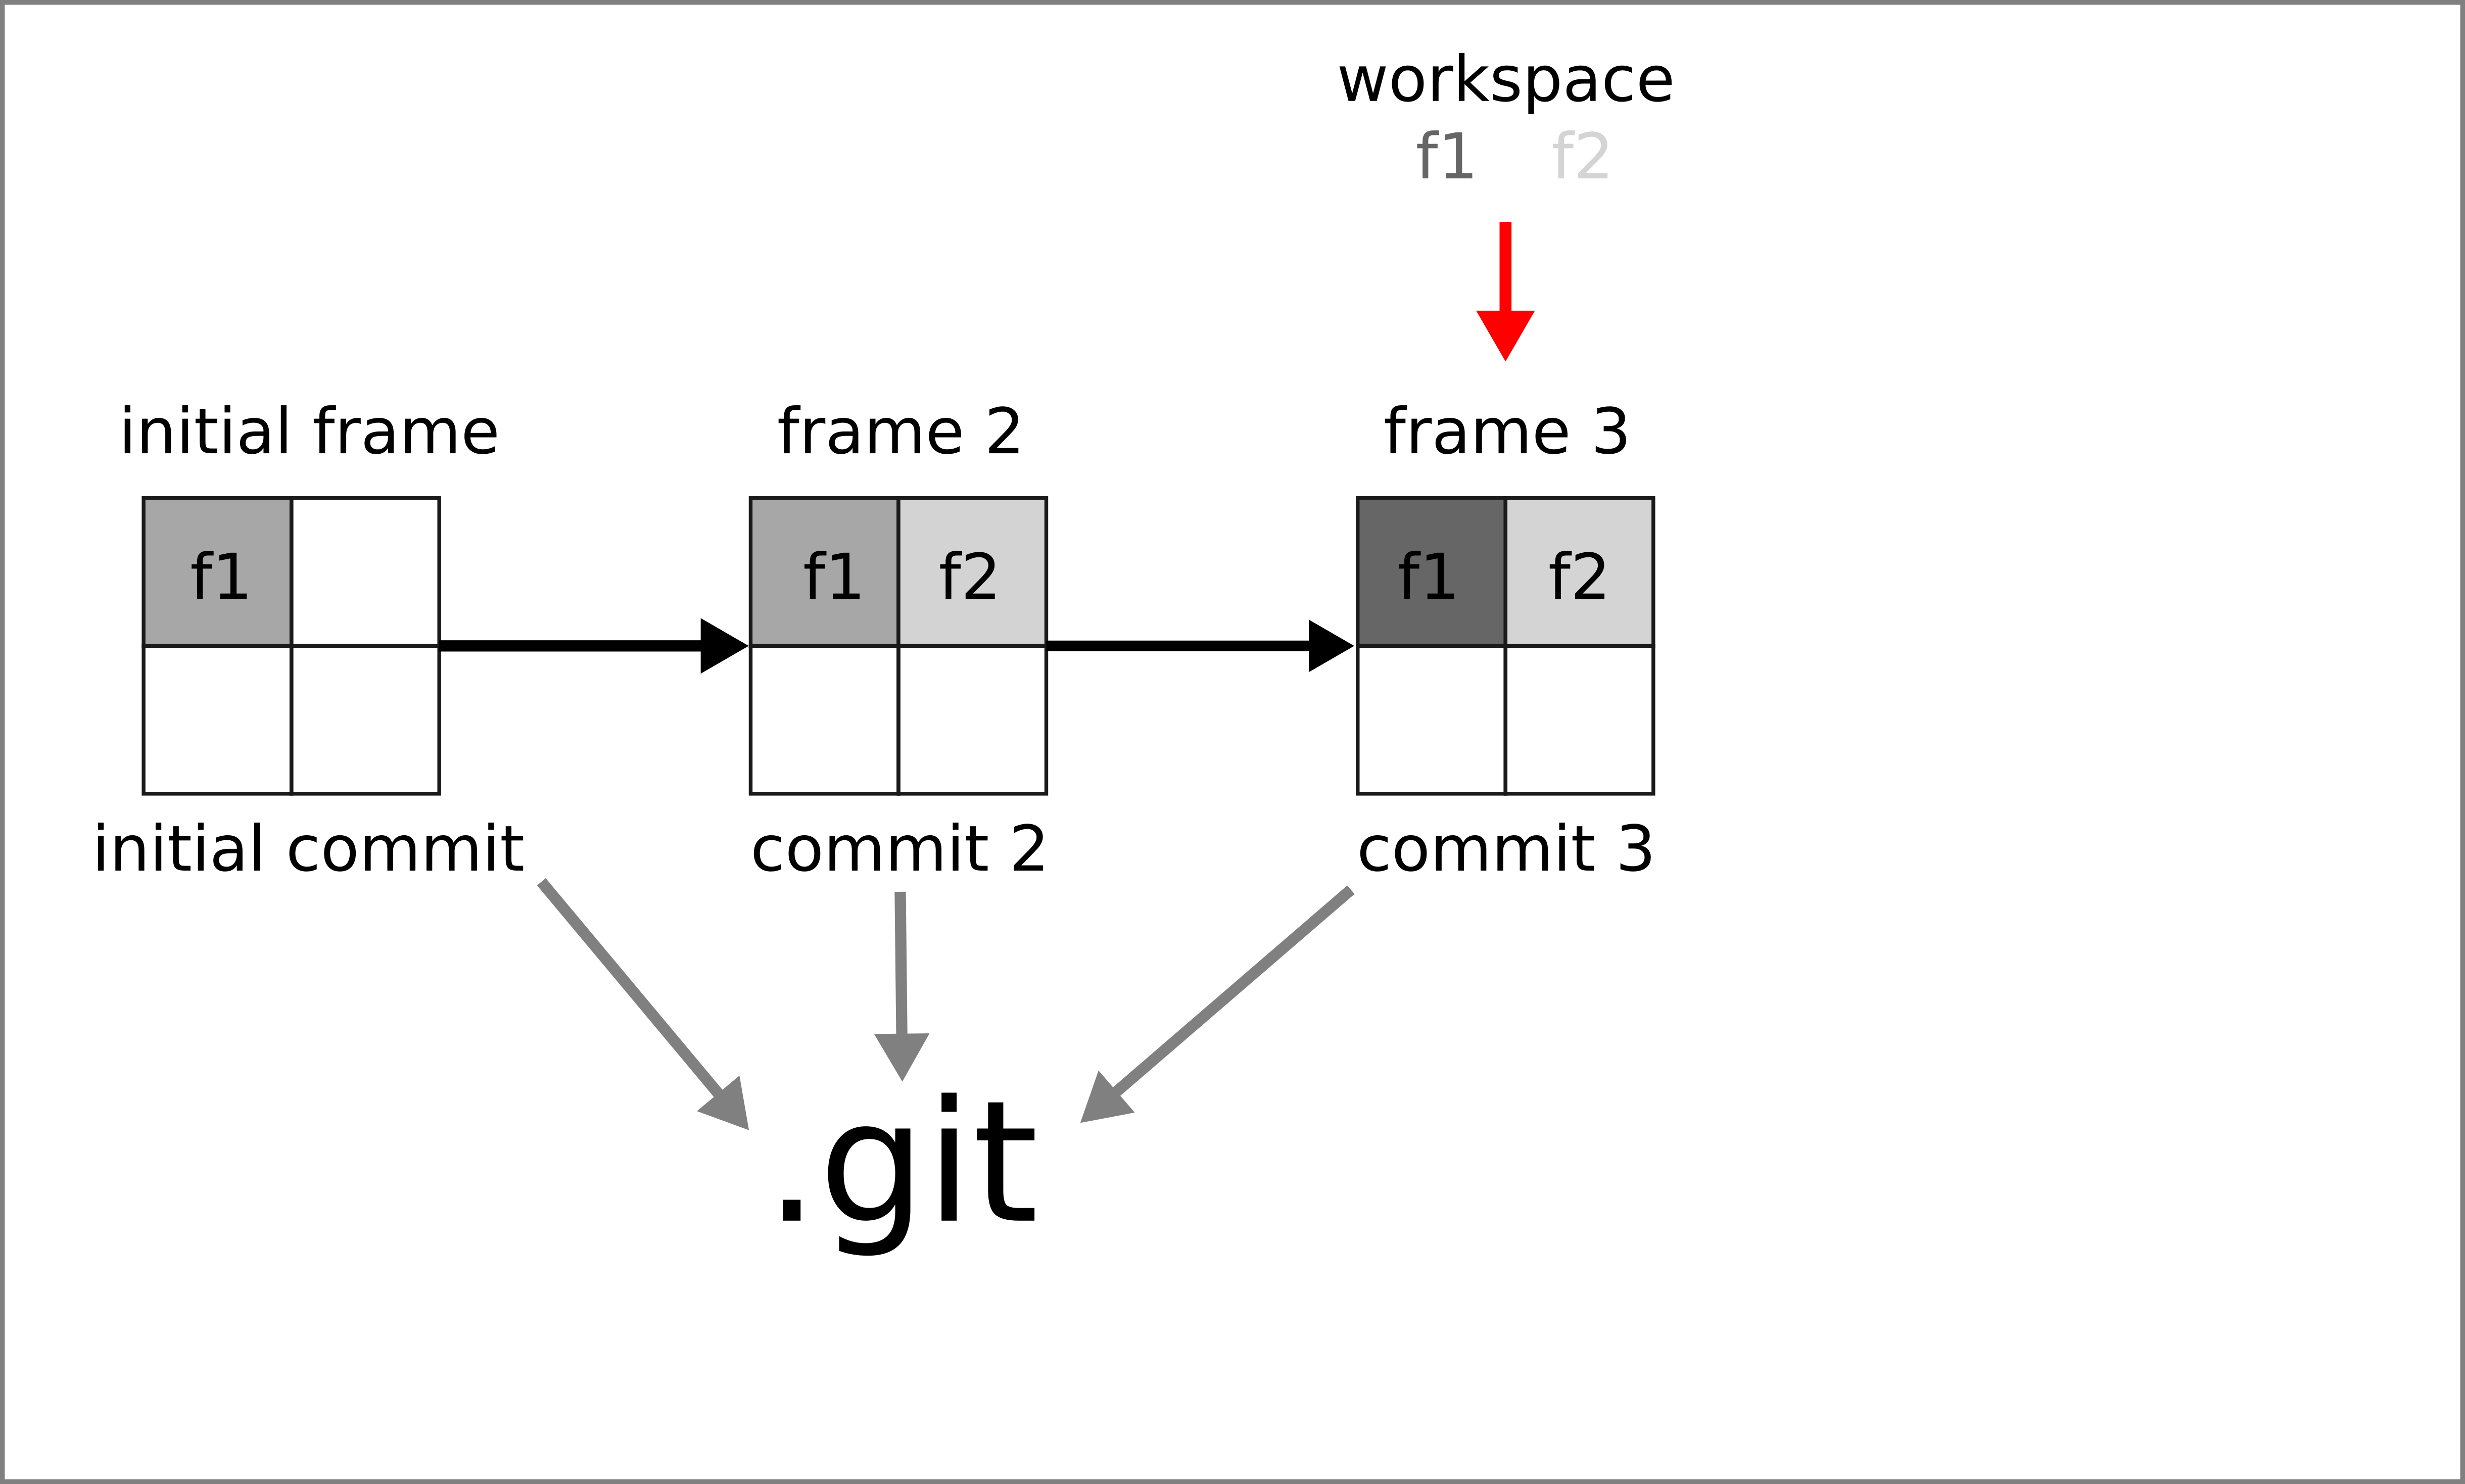 workspace
f1 f2
initial frame frame 2 frame 3
f1 f1 f2 f1 f2
initial commit commit 2 commit 3
.git